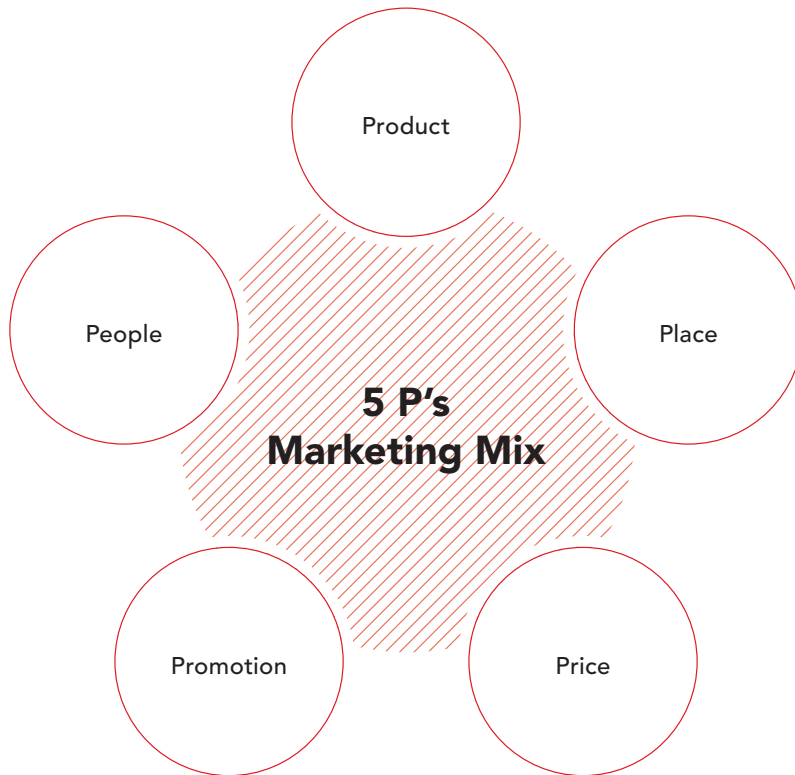 Product
People
Place
5 P's
Marketing Mix
Promotion
Price